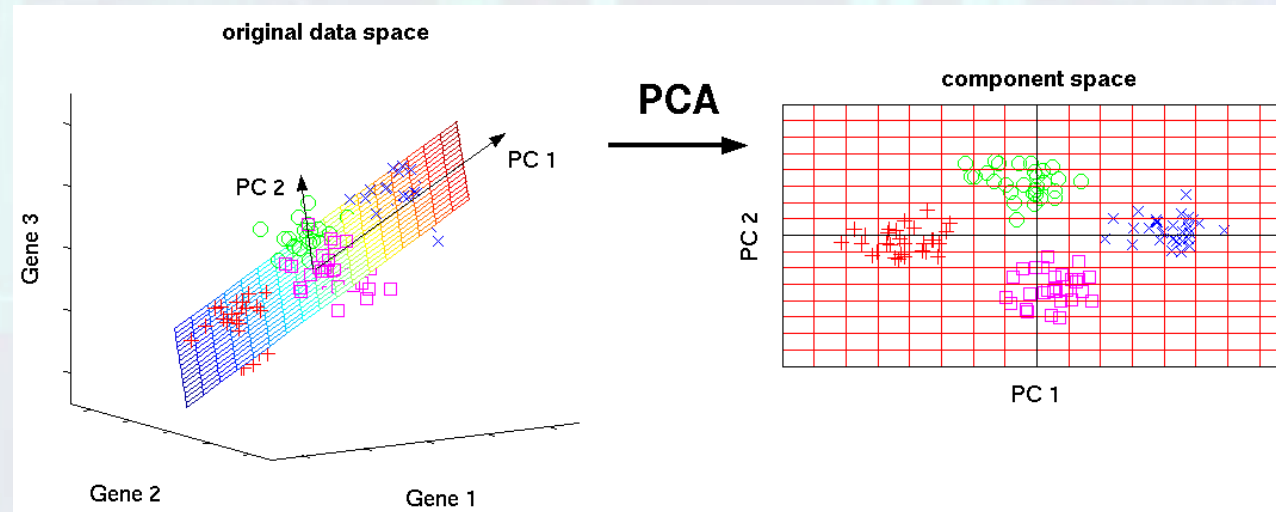 original data space
PCA
component space
PC 1
PC 2
Gene 3
PC 2
PC 1
Gene 2
Gene 1